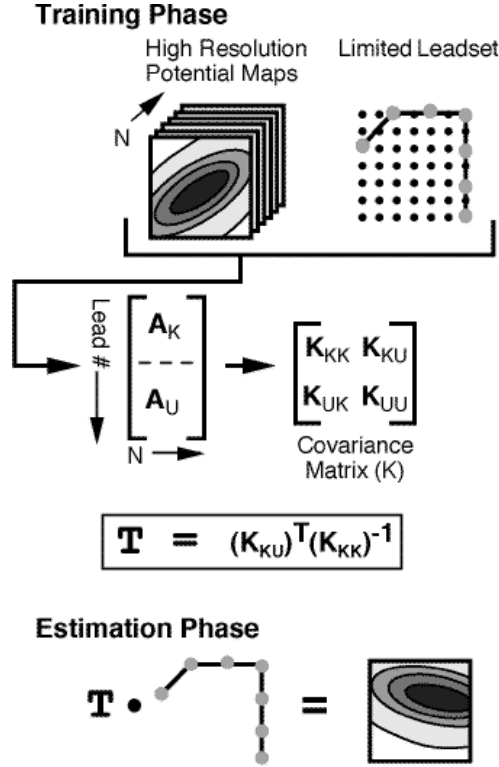 Training Phase
High Resolution
Potential Maps
Limited Leadset
N
Lead #
A_K
A_U
N
K_KK K_KU
K_UK K_UU
Covariance
Matrix (K)
T = (K_KU)^T(K_KK)^-1
Estimation Phase
T • =